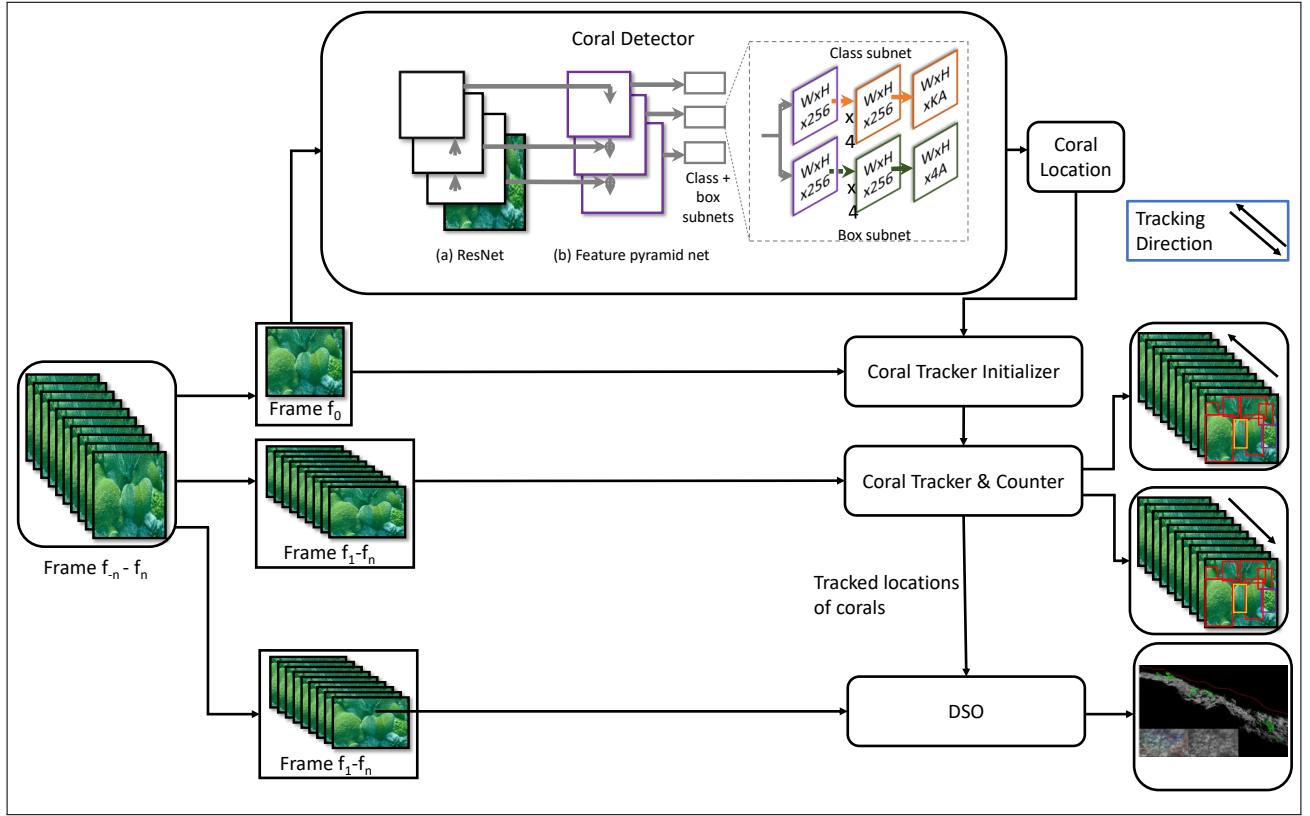 Coral Detector
Class subnet
WxH
x256
x
4
WxH
x256
WxH
xKA
WxH
x256
x
4
WxH
x256
WxH
x4A
Box subnet
Class +
box
subnets
(a) ResNet
(b) Feature pyramid net
Coral
Location
Tracking
Direction
Frame f0
Coral Tracker Initializer
Frame f-n - fn
Frame f1-fn
Coral Tracker & Counter
Tracked locations
of corals
Frame f1-fn
DSO